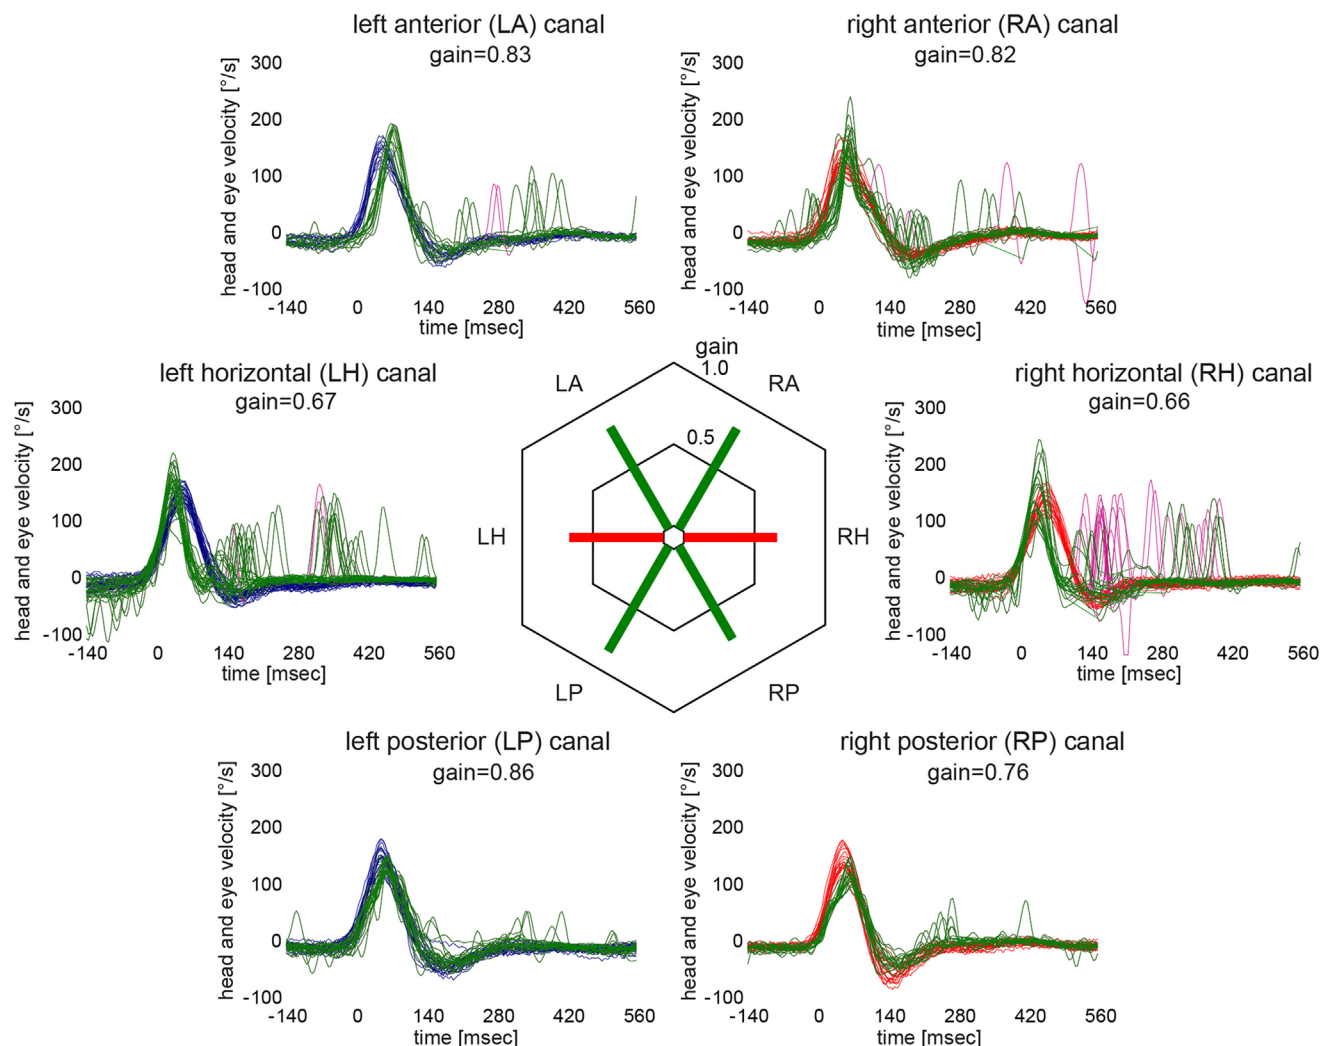 left anterior (LA) canal
gain=0.83
head and eye velocity [°/s]
300
200
100
0
-100
-140 0 140 280 420 560
time [msec]
right anterior (RA) canal
gain=0.82
head and eye velocity [°/s]
300
200
100
0
-100
-140 0 140 280 420 560
time [msec]
left horizontal (LH) canal
gain=0.67
head and eye velocity [°/s]
300
200
100
0
-100
-140 0 140 280 420 560
time [msec]
gain
1.0
0.5
LA RA
LH RH
LP RP
right horizontal (RH) canal
gain=0.66
head and eye velocity [°/s]
300
200
100
0
-100
-140 0 140 280 420 560
time [msec]
left posterior (LP) canal
gain=0.86
head and eye velocity [°/s]
300
200
100
0
-100
-140 0 140 280 420 560
time [msec]
right posterior (RP) canal
gain=0.76
head and eye velocity [°/s]
300
200
100
0
-100
-140 0 140 280 420 560
time [msec]